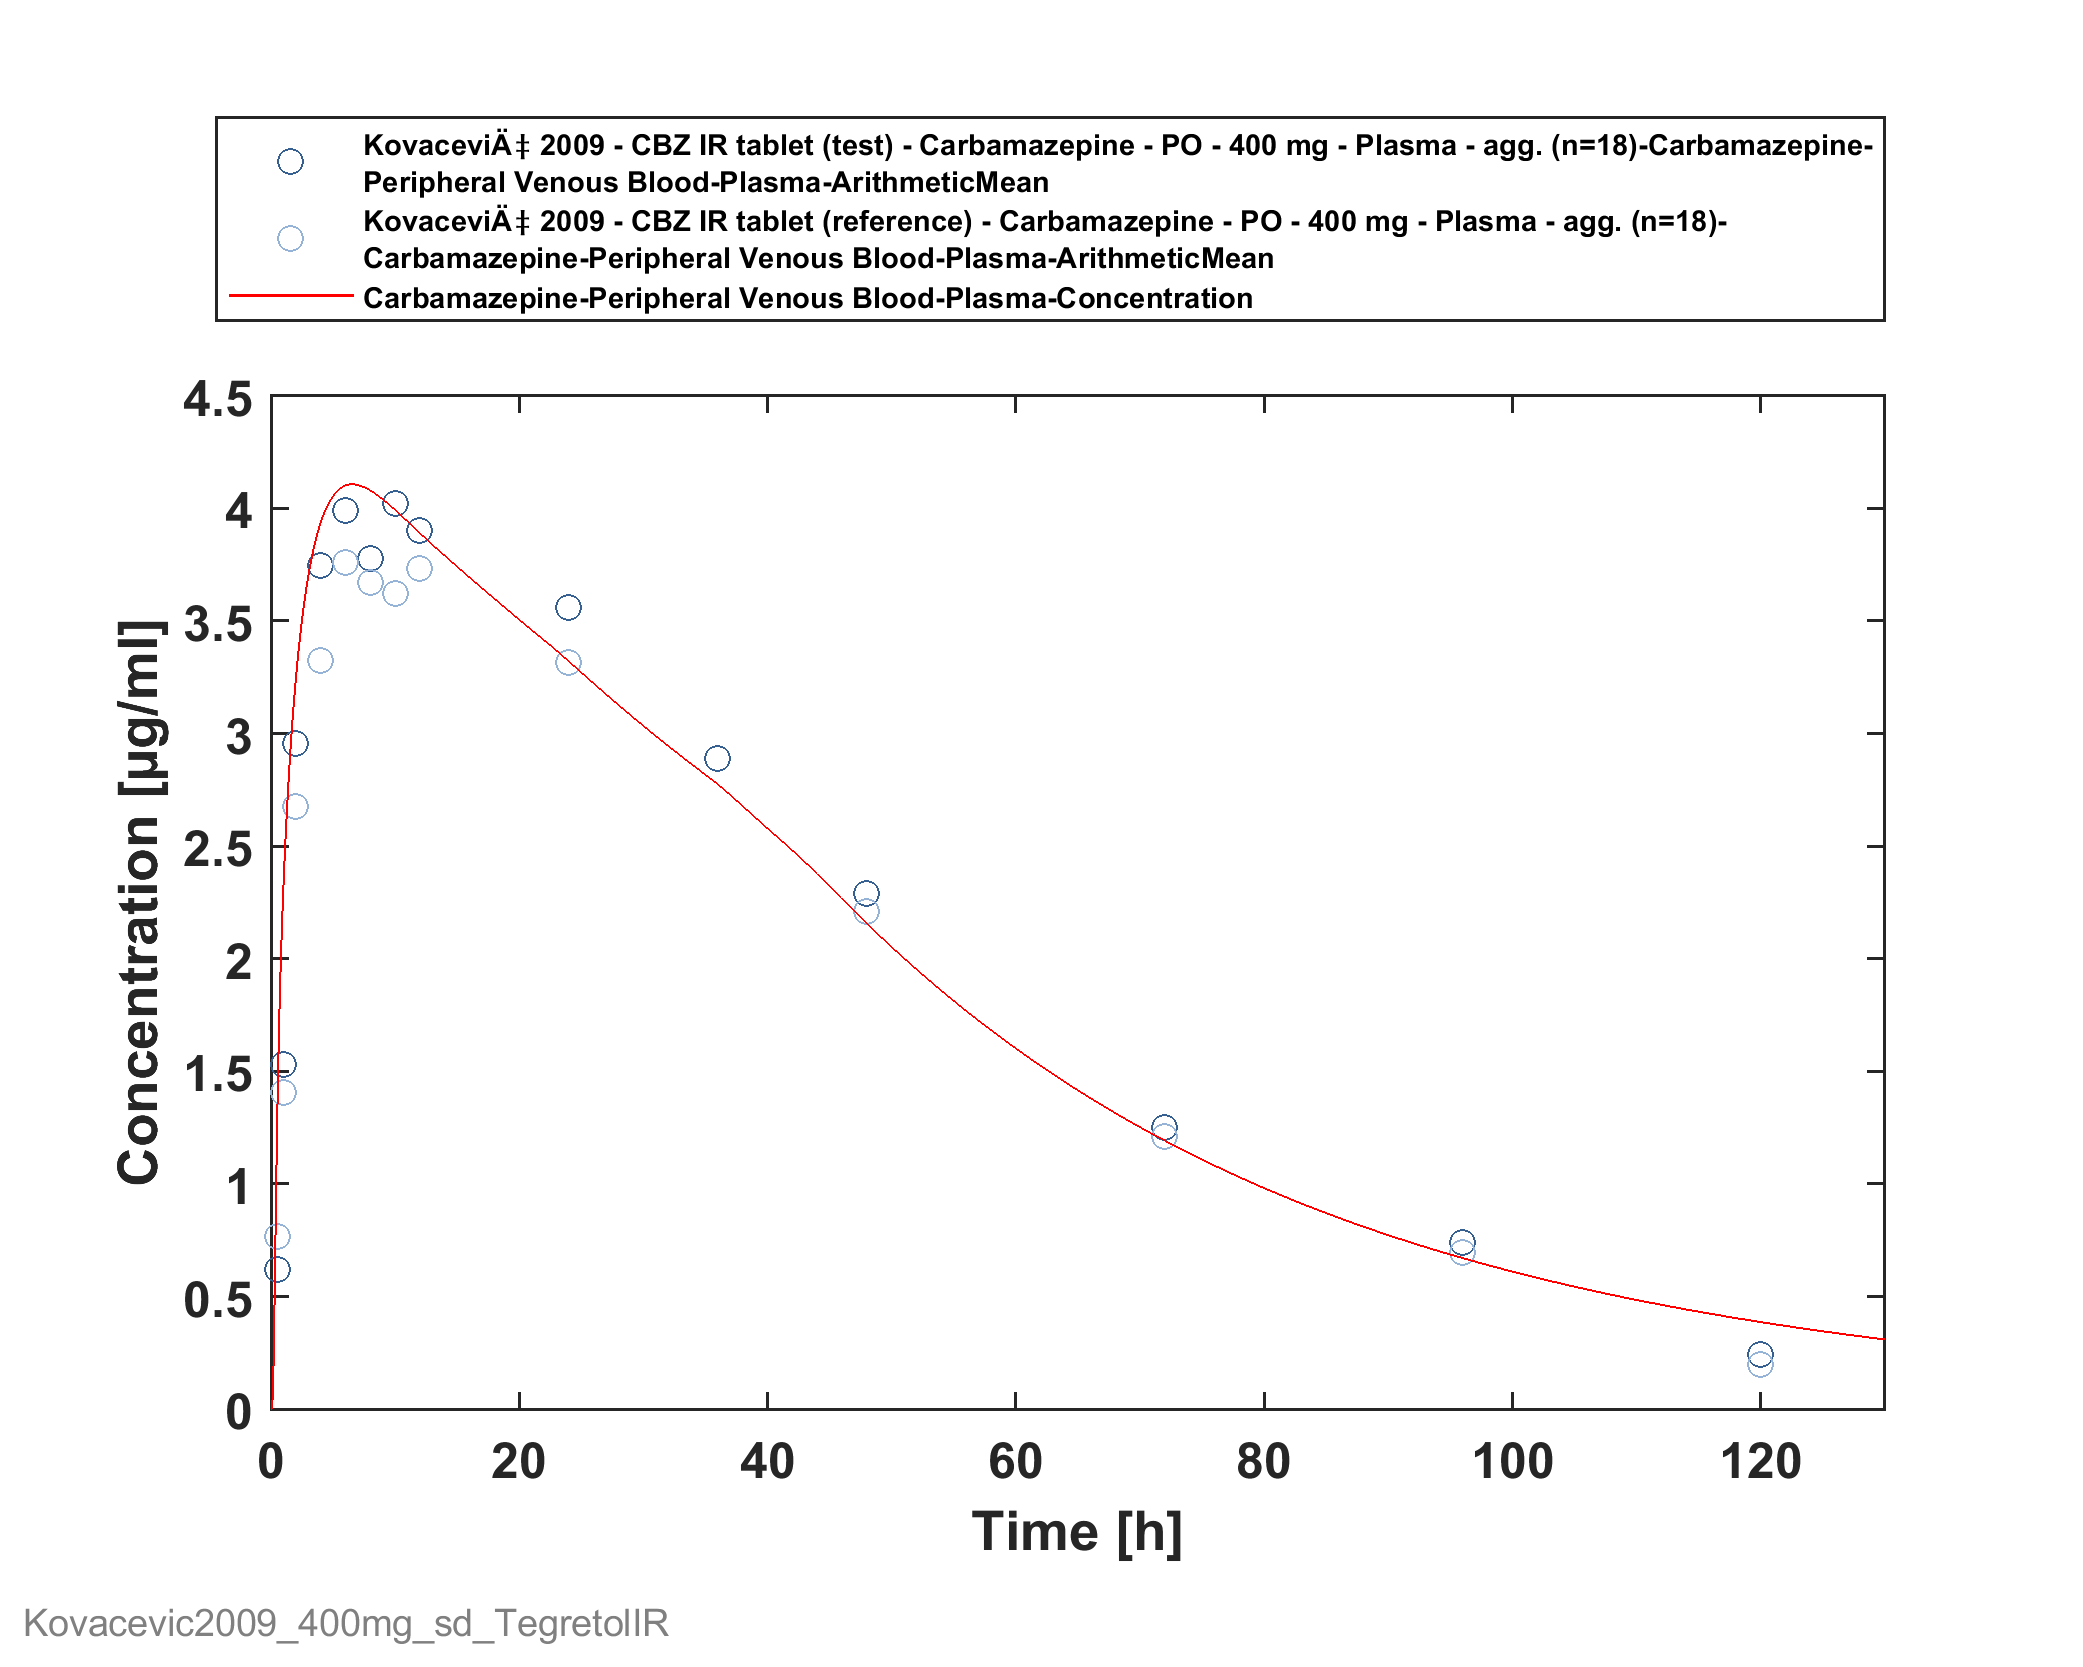 KovaceviÄ‡ 2009 - CBZ IR tablet (test) - Carbamazepine - PO - 400 mg - Plasma - agg. (n=18)-Carbamazepine-
Peripheral Venous Blood-Plasma-ArithmeticMean
KovaceviÄ‡ 2009 - CBZ IR tablet (reference) - Carbamazepine - PO - 400 mg - Plasma - agg. (n=18)-
Carbamazepine-Peripheral Venous Blood-Plasma-ArithmeticMean
Carbamazepine-Peripheral Venous Blood-Plasma-Concentration
4.5
4
3.5
3
2.5
2
1.5
1
0.5
0
Concentration [µg/ml]
0 20 40 60 80 100 120
Time [h]
Kovacevic2009_400mg_sd_TegretolIR